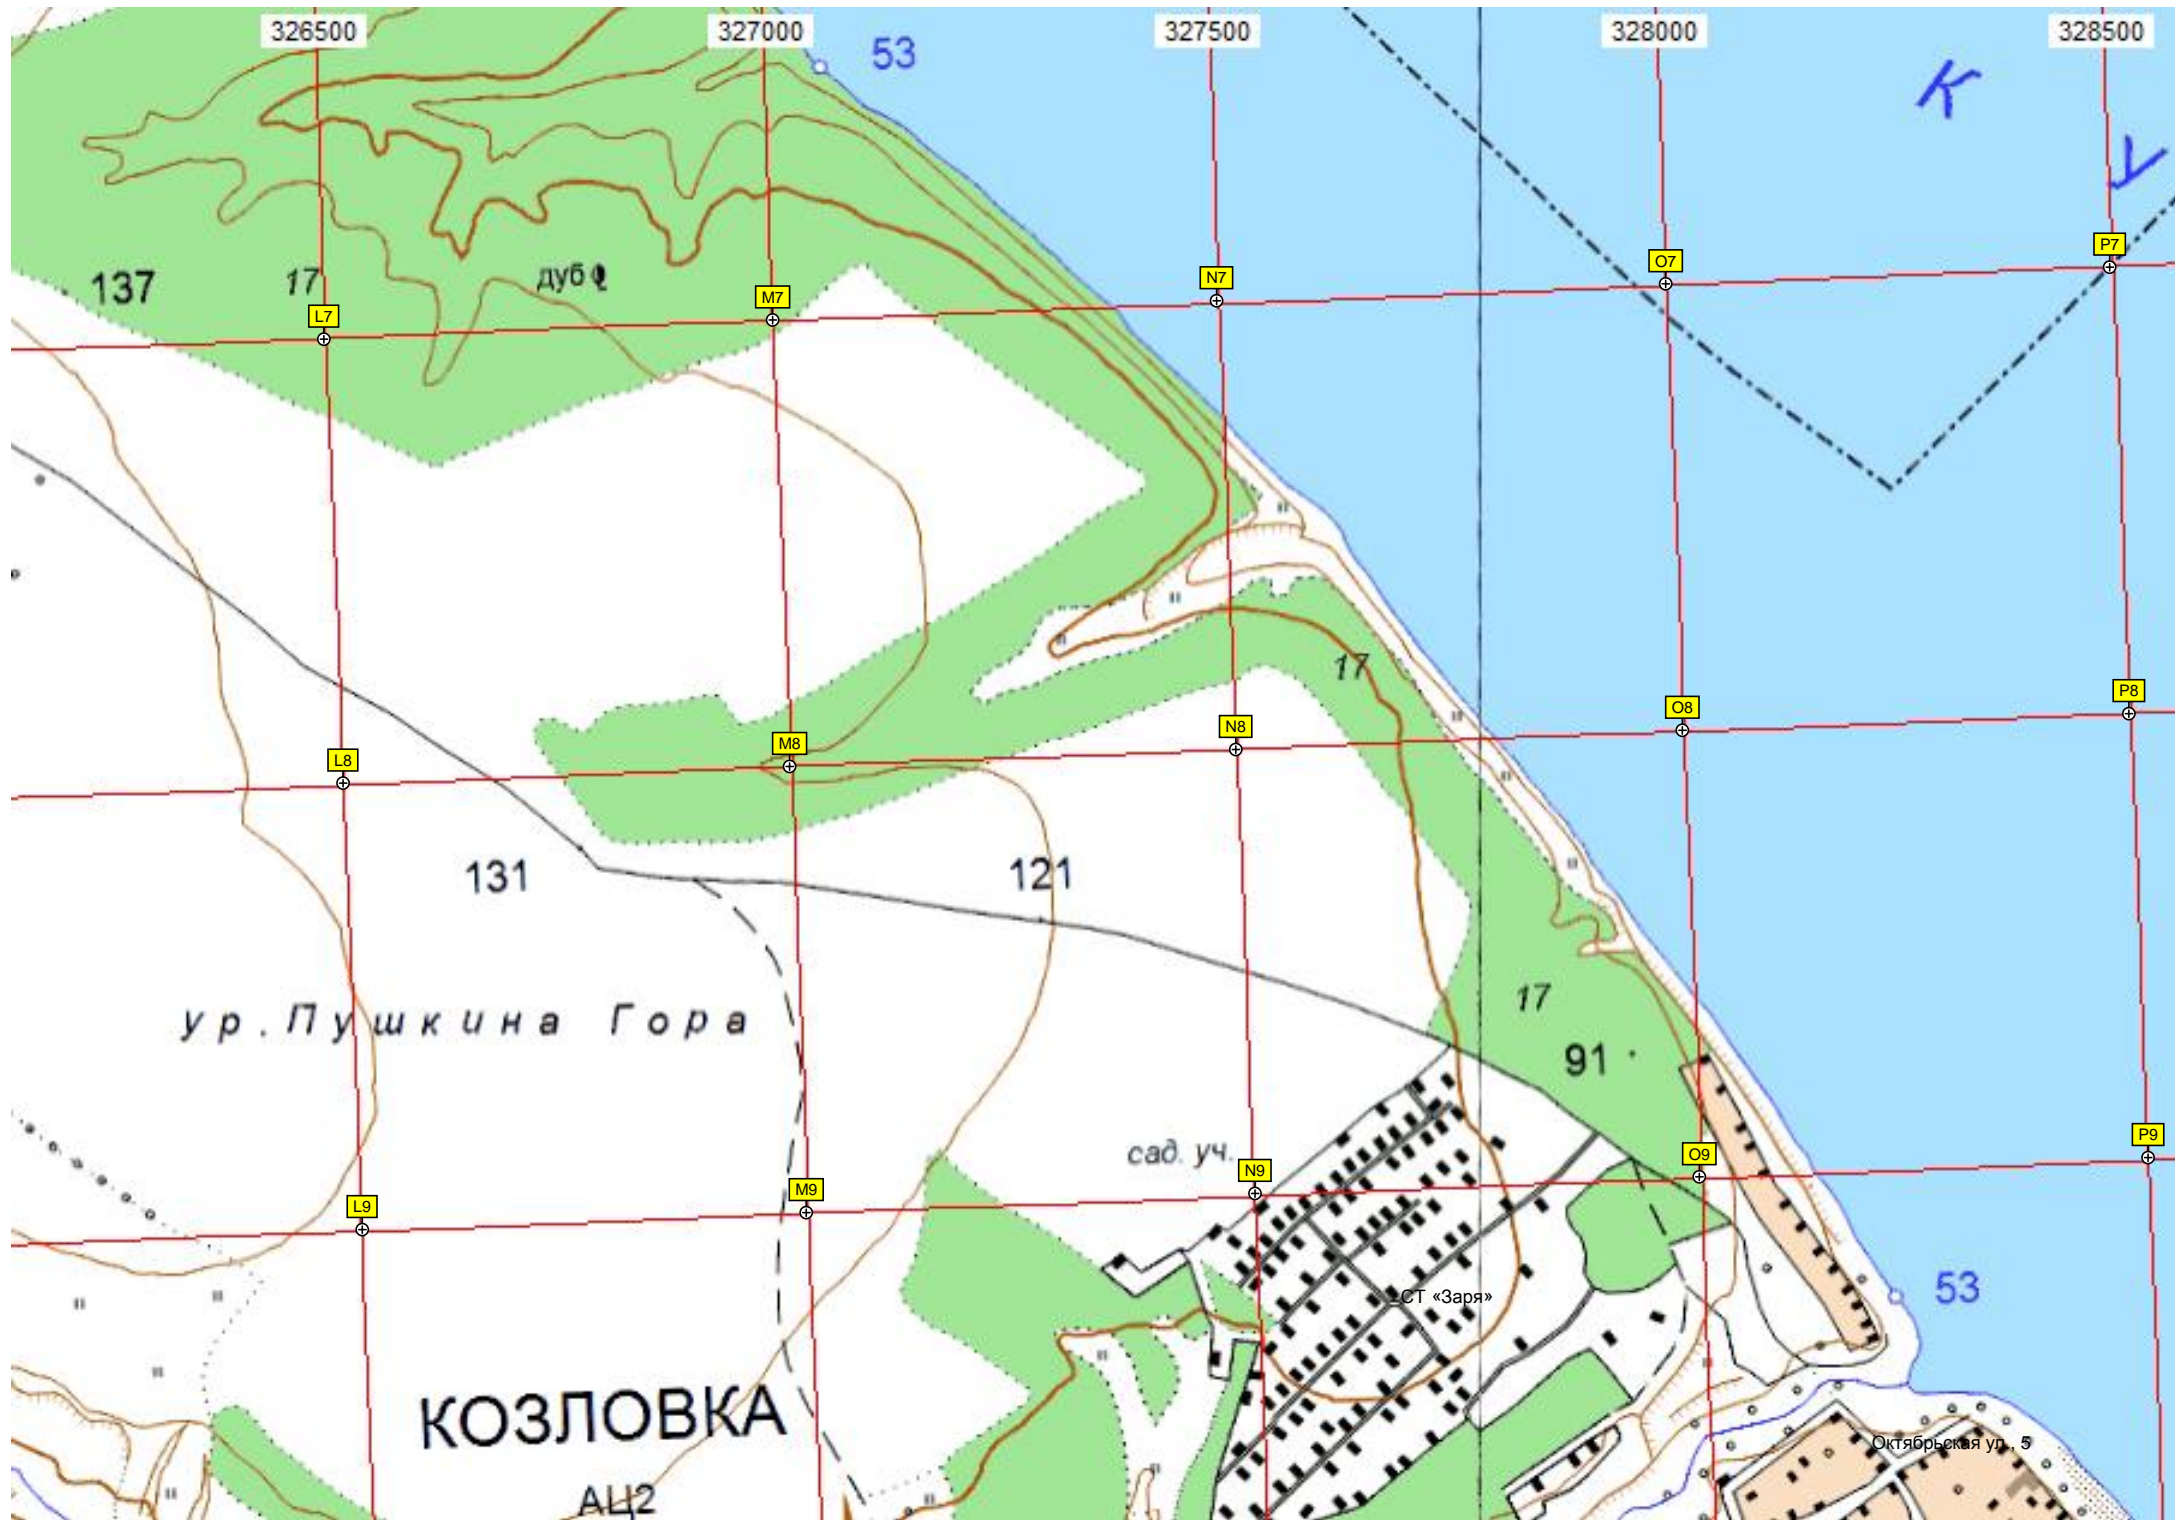 326500 327000 327500 328000 328500
53
К
У
P7
O7
N7
M7
L7
137
17
дуб
17
P8
O8
N8
M8
L8
131
121
17
91
ур. Пушкина Гора
сад. уч.
P9
O9
N9
M9
L9
СТ «Заря»
53
КОЗЛОВКА
АЦ2
Октябрьская ул., 5